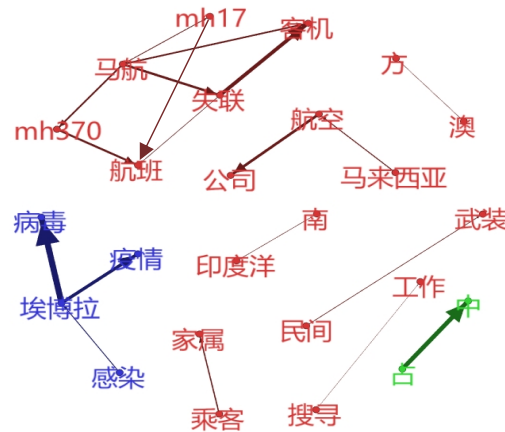 mh17
客机
马航
方
失联
mh370
航空
澳
航班
公司
马来西亚
病毒
南
武装
疫情
印度洋
埃博拉
工作
中
家属
民间
感染
占
乘客
搜寻